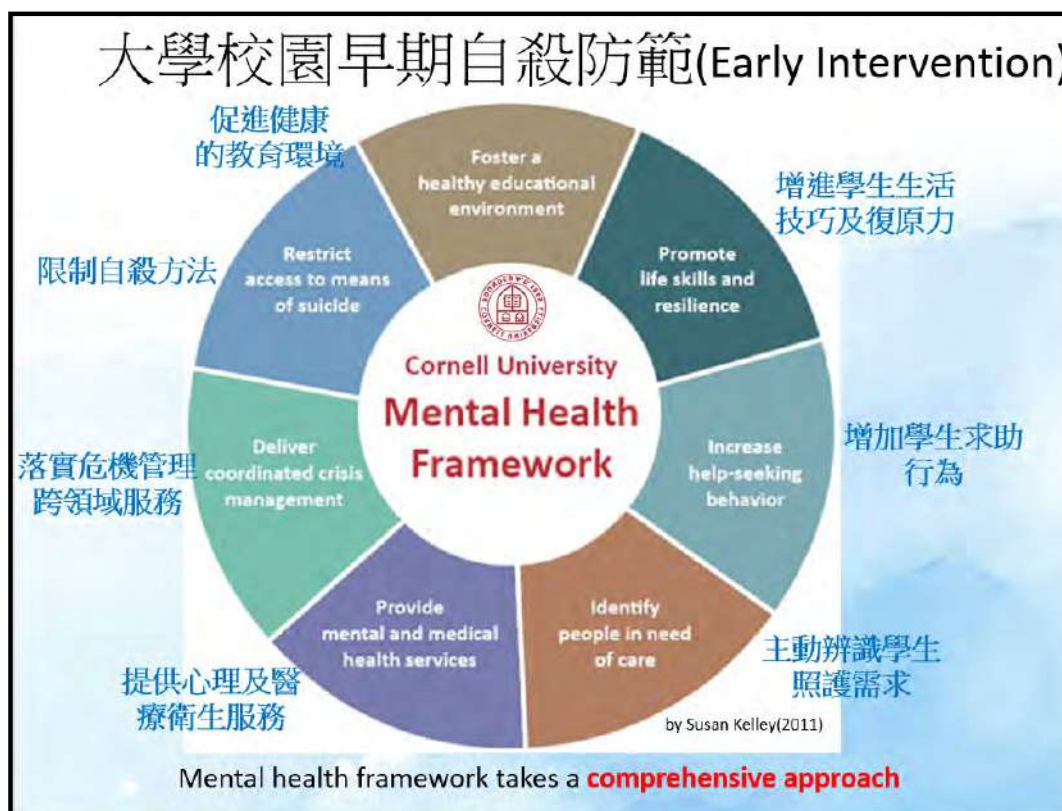 大學校園早期自殺防範(Early Intervention)
促進健康
的教育環境
Foster a
healthy educational
environment
增進學生生活
技巧及復原力
Promote
life skills and
resilience
增加學生求助
行為
Increase
help-seeking
behavior
主動辨識學生
照護需求
Identify
people in need
of care
提供心理及醫
療衛生服務
Provide
mental and medical
health services
落實危機管理
跨領域服務
Deliver
coordinated crisis
management
限制自殺方法
Restrict
access to means
of suicide
Cornell University
Mental Health
Framework
by Susan Kelley(2011)
Mental health framework takes a comprehensive approach